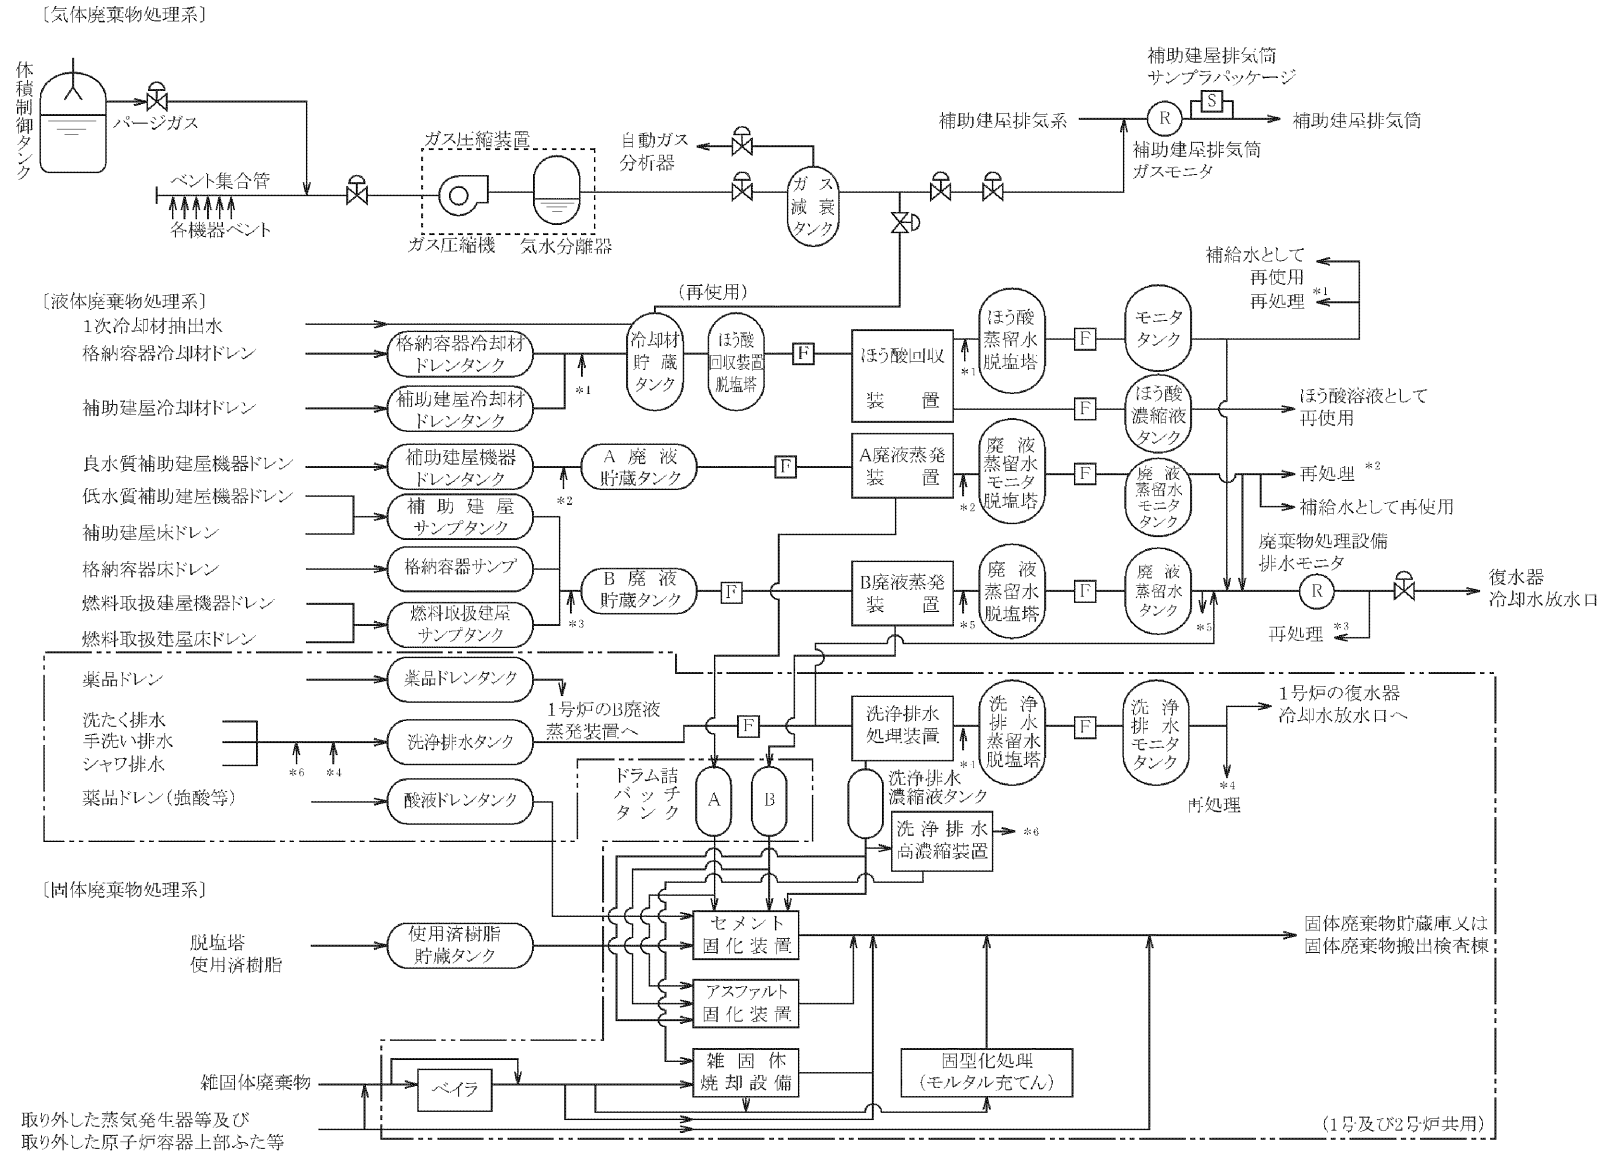 〔気体廃棄物処理系〕
体積制御タンク
パージガス
ベント集合管
各機器ベント
ガス圧縮装置
ガス圧縮機
気水分離器
自動ガス
分析器
ガス
減衰
タンク
補助建屋排気系
補助建屋排気筒
サンプラパッケージ
S
R
補助建屋排気筒
補助建屋排気筒
ガスモニタ
〔液体廃棄物処理系〕
(再使用)
1次冷却材抽出水
格納容器冷却材ドレン
格納容器冷却材
ドレンタンク
*4
冷却材
貯蔵
タンク
ほう酸
回収装置
脱塩塔
F
ほう酸回収
装置
*1
ほう酸
蒸留水
脱塩塔
F
モニタ
タンク
補給水として
再使用
再処理 *1
補助建屋冷却材ドレン
補助建屋冷却材
ドレンタンク
F
ほう酸
濃縮液
タンク
ほう酸溶液として
再使用
良水質補助建屋機器ドレン
補助建屋機器
ドレンタンク
*2
A廃液
貯蔵タンク
F
A廃液蒸発
装置
*2
廃液
蒸留水
モニタ
脱塩塔
F
廃液
蒸留水
モニタ
タンク
再処理 *2
補給水として再使用
低水質補助建屋機器ドレン
補助建屋床ドレン
補助建屋
サンプタンク
格納容器床ドレン
格納容器サンプ
*3
B廃液
貯蔵タンク
F
B廃液蒸発
装置
*5
廃液
蒸留水
脱塩塔
F
廃液
蒸留水
タンク
*5
廃棄物処理設備
排水モニタ
R
再処理 *3
復水器
冷却水放水口
燃料取扱建屋機器ドレン
燃料取扱建屋床ドレン
燃料取扱建屋
サンプタンク
薬品ドレン
薬品ドレンタンク
1号炉のB廃液
蒸発装置へ
洗たく排水
手洗い排水
シャワ排水
*6
*4
洗浄排水タンク
F
洗浄排水
処理装置
*1
洗浄
排水
蒸留水
脱塩塔
F
洗浄
排水
モニタ
タンク
1号炉の復水器
冷却水放水口へ
*4
再処理
薬品ドレン(強酸等)
酸液ドレンタンク
ドラム詰
バッチ
タンク
A
B
洗浄排水
濃縮液タンク
洗浄排水
高濃縮装置
*6
〔固体廃棄物処理系〕
脱塩塔
使用済樹脂
使用済樹脂
貯蔵タンク
セメント
固化装置
アスファルト
固化装置
固体廃棄物貯蔵庫又は
固体廃棄物搬出検査棟
雑固体
焼却設備
固型化処理
(モルタル充てん)
雑固体廃棄物
ベイラ
取り外した蒸気発生器等及び
取り外した原子炉容器上部ふた等
(1号及び2号炉共用)